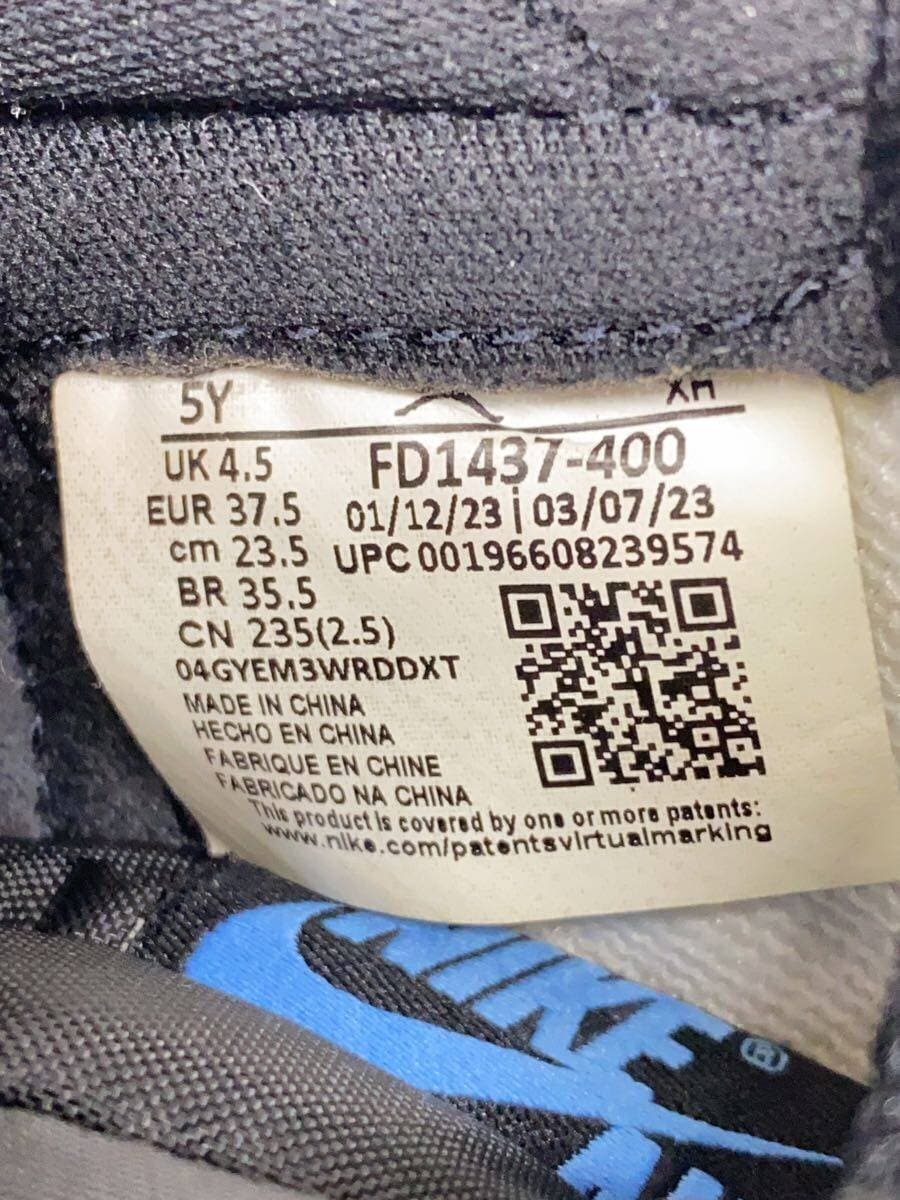 5Y XH
UK 4.5 FD1437-400
EUR 37.5 01/12/23 | 03/07/23
cm 23.5 UPC 00196608239574
BR 35.5
CN 235(2.5)
04GYEM3WRDDXT
MADE IN CHINA
HECHO EN CHINA
FABRIQUE EN CHINE
FABRICADO NA CHINA
This product is covered by one or more patents:
www.nike.com/patentsvirtualmarking
NIKE ®